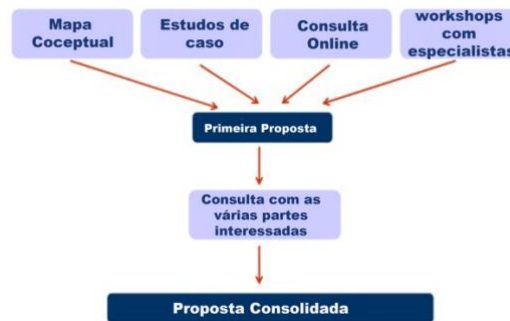 Mapa
Coceptual
Estudos de
caso
Consulta
Online
workshops
com
especialistas
Primeira Proposta
Consulta com as
várias partes
interessadas
Proposta Consolidada